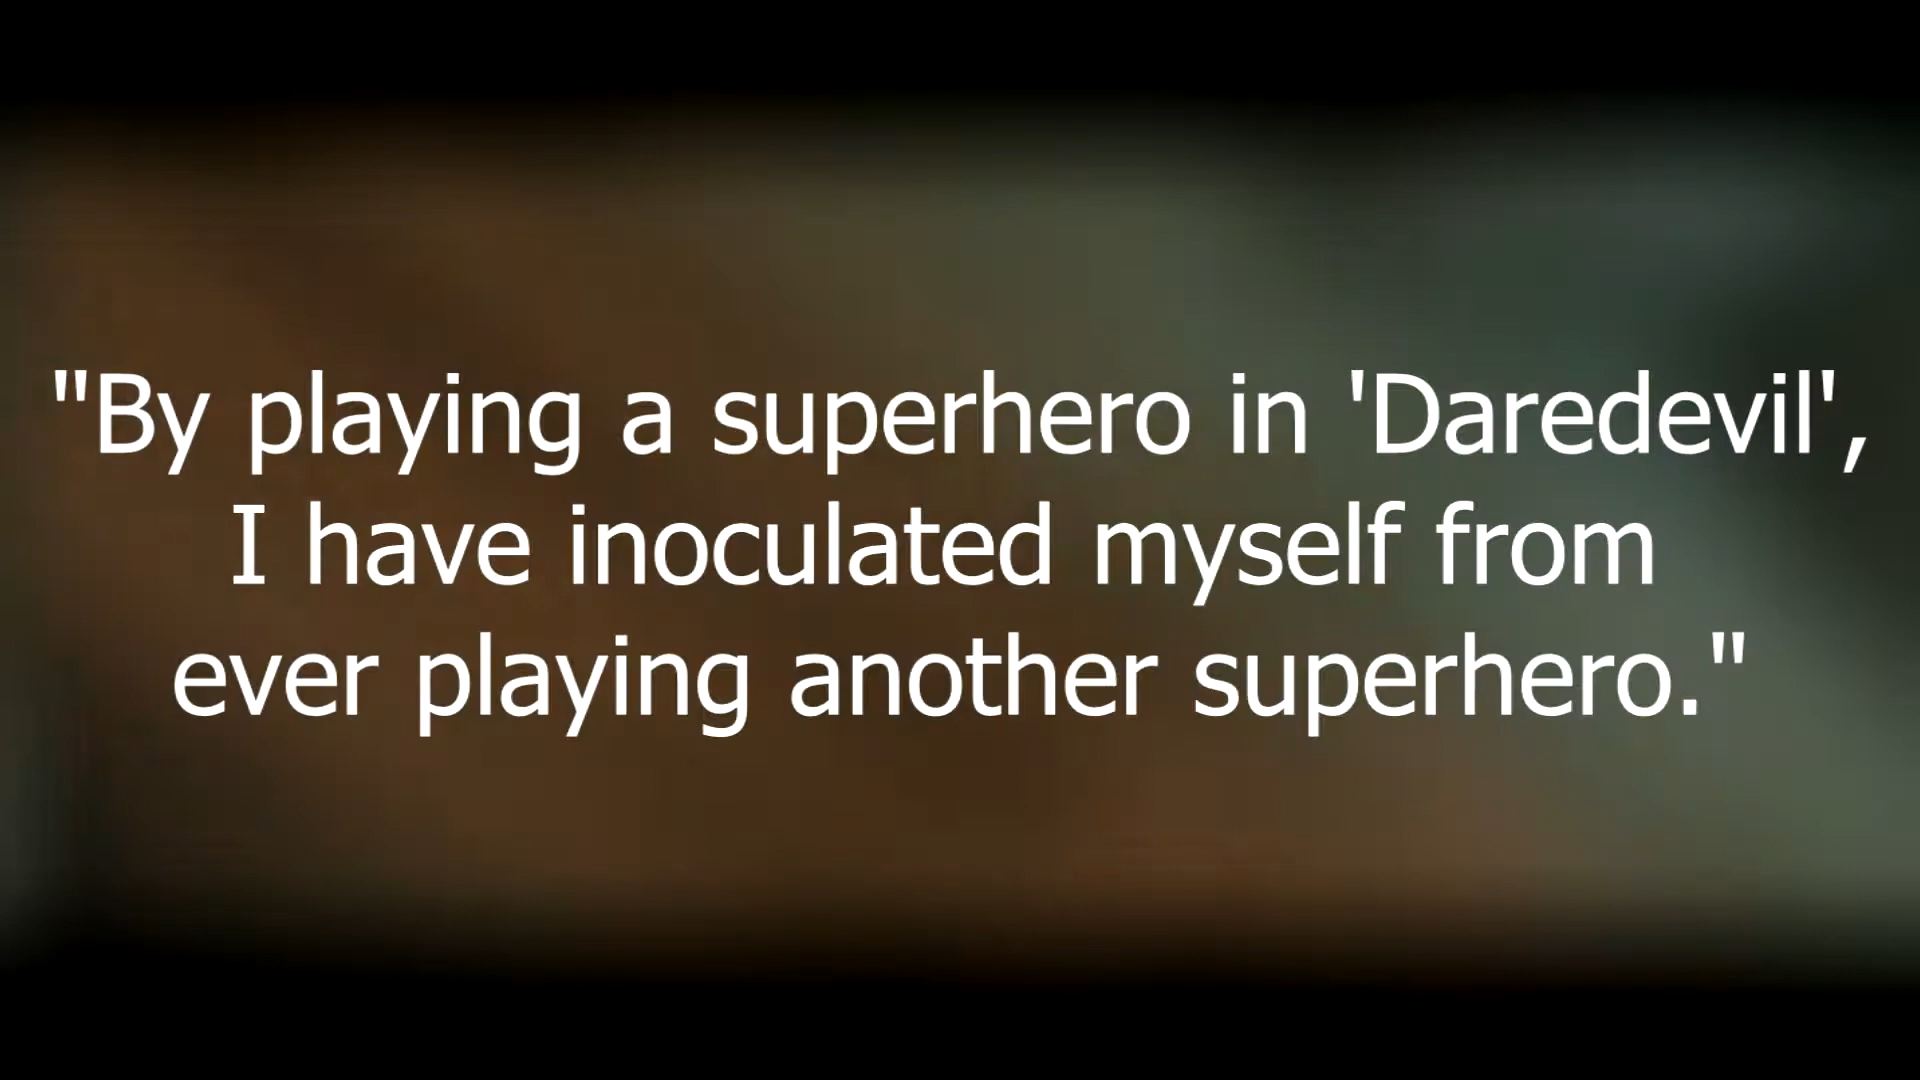 "By playing a superhero in 'Daredevil',
I have inoculated myself from
ever playing another superhero."